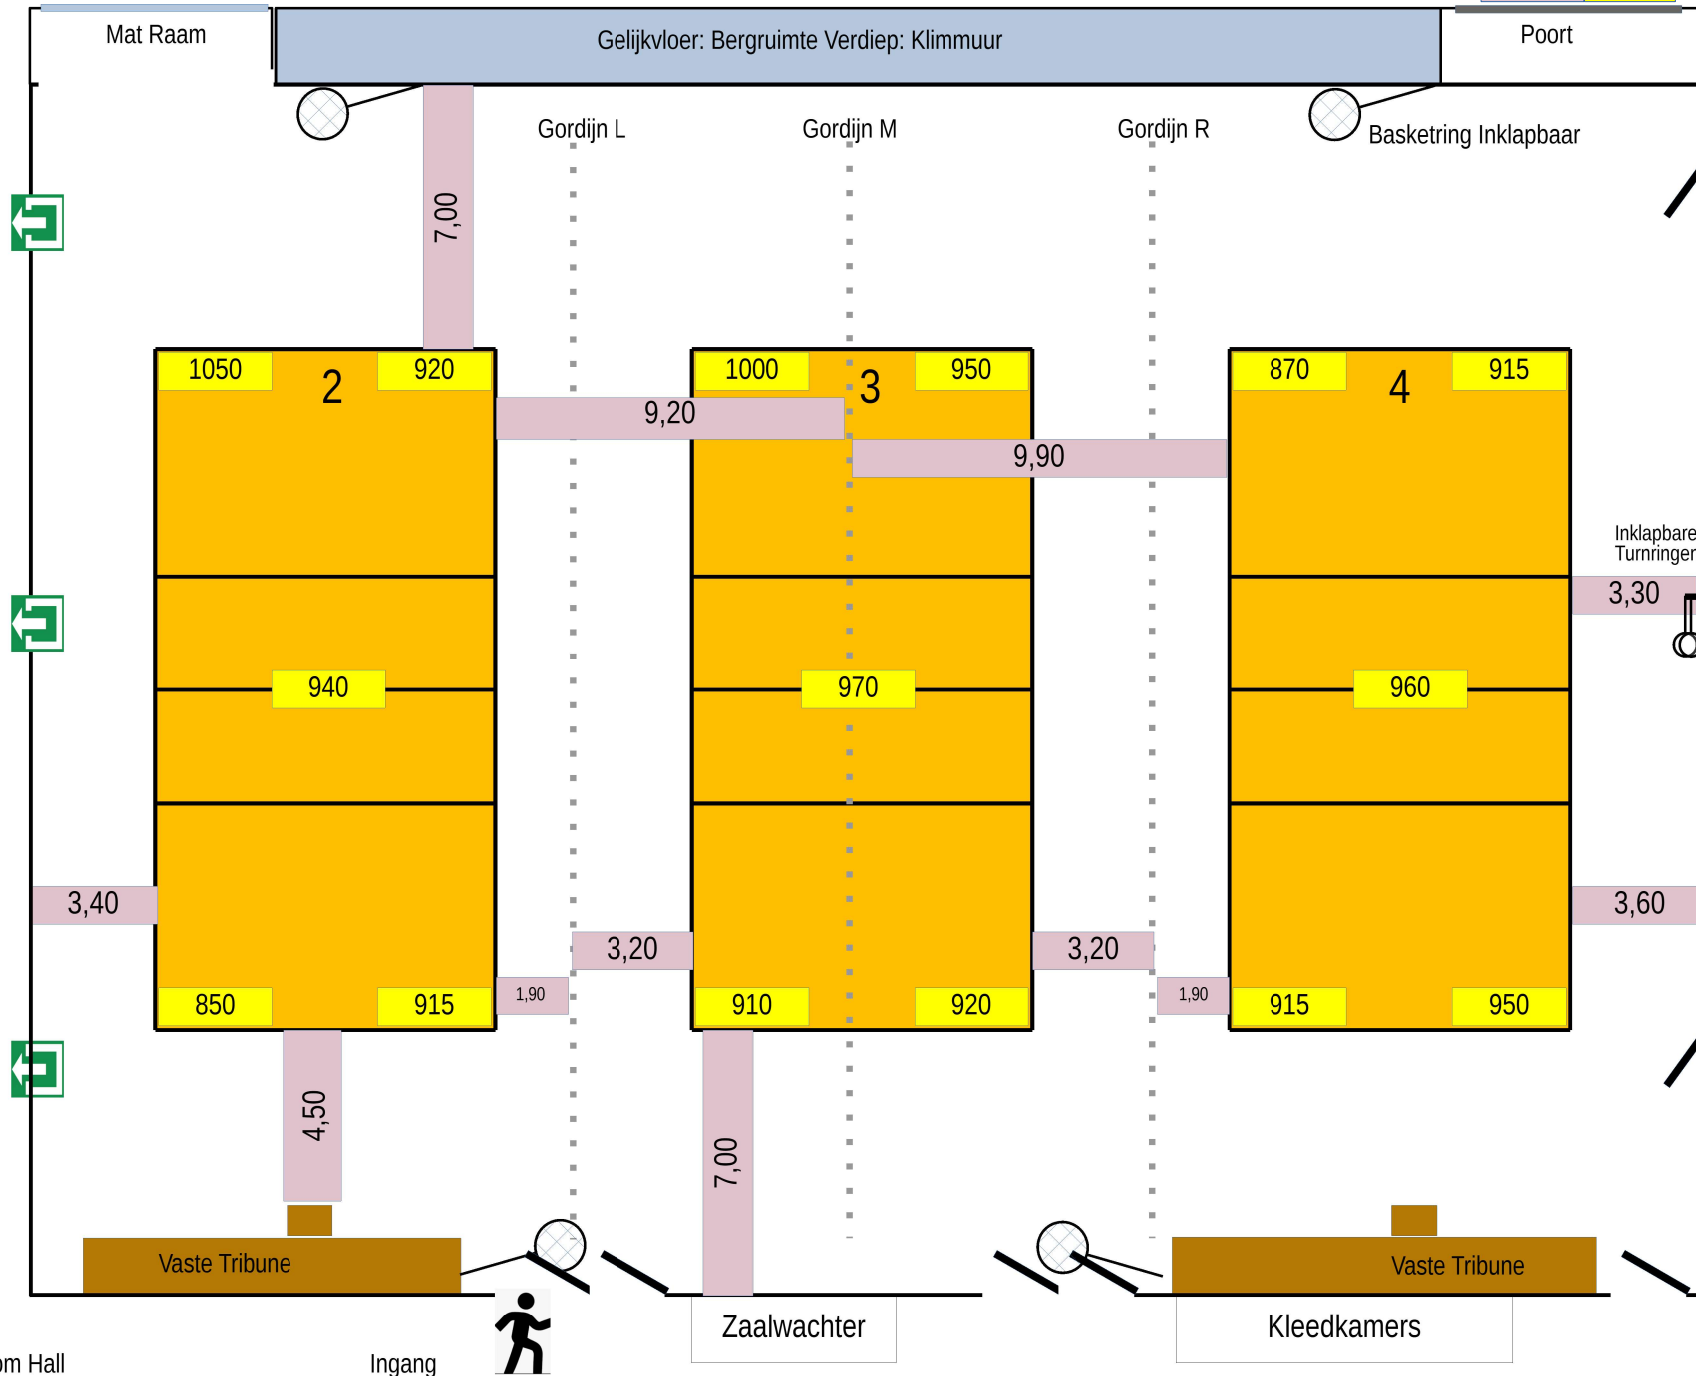 Mat Raam
Gelijkvloer: Bergruimte Verdiep: Klimmuur
Poort
Gordijn L
Gordijn M
Gordijn R
Basketring Inklapbaar
7,00
1050
2
920
1000
3
950
870
4
915
9,20
9,90
Inklapbare
Turnringen
3,30
940
970
960
3,40
3,60
3,20
3,20
1,90
1,90
850
915
910
920
915
950
4,50
7,00
Vaste Tribune
Vaste Tribune
Zaalwachter
Kleedkamers
om Hall
Ingang